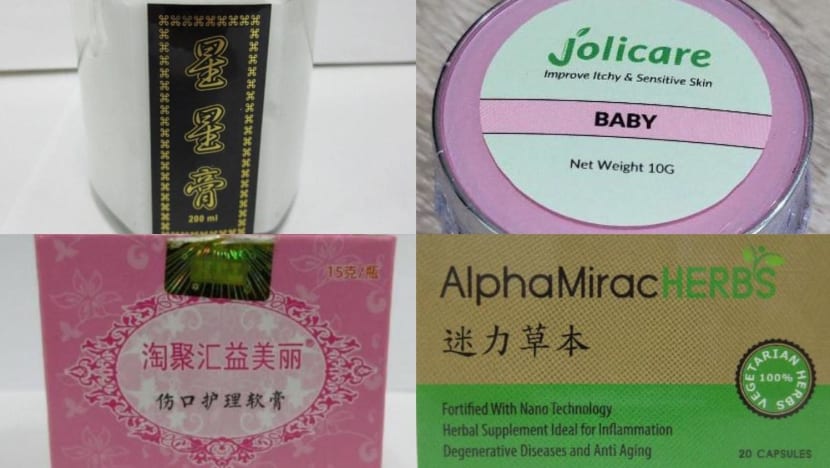 星星膏
200 ml
Jolicare
Improve Itchy & Sensitive Skin
BABY
Net Weight 10G
15克/瓶
淘聚汇益美丽®
伤口护理软膏
AlphaMiracHERBS
迷力草本
VEGETARIAN HERBS
100%
Fortified With Nano Technology
Herbal Supplement Ideal for Inflammation
Degenerative Diseases and Anti Aging
20 CAPSULES